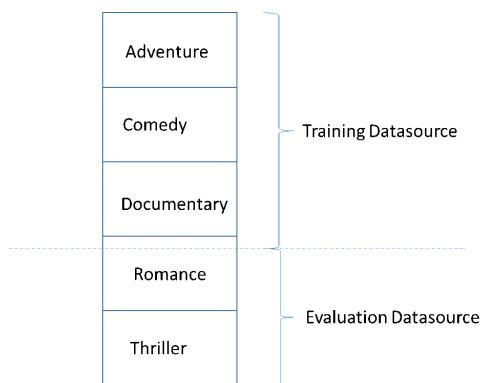 Adventure
Comedy
Training Datasource
Documentary
Romance
Evaluation Datasource
Thriller